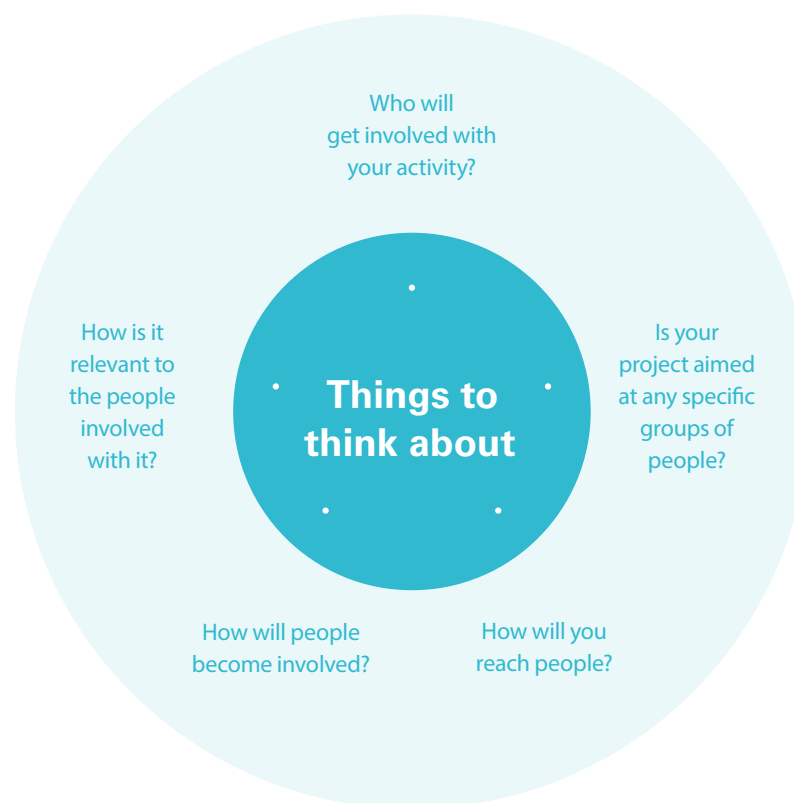 Who will
get involved with
your activity?
How is it
relevant to
the people
involved
with it?
Things to
think about
Is your
project aimed
at any specific
groups of
people?
How will people
become involved?
How will you
reach people?